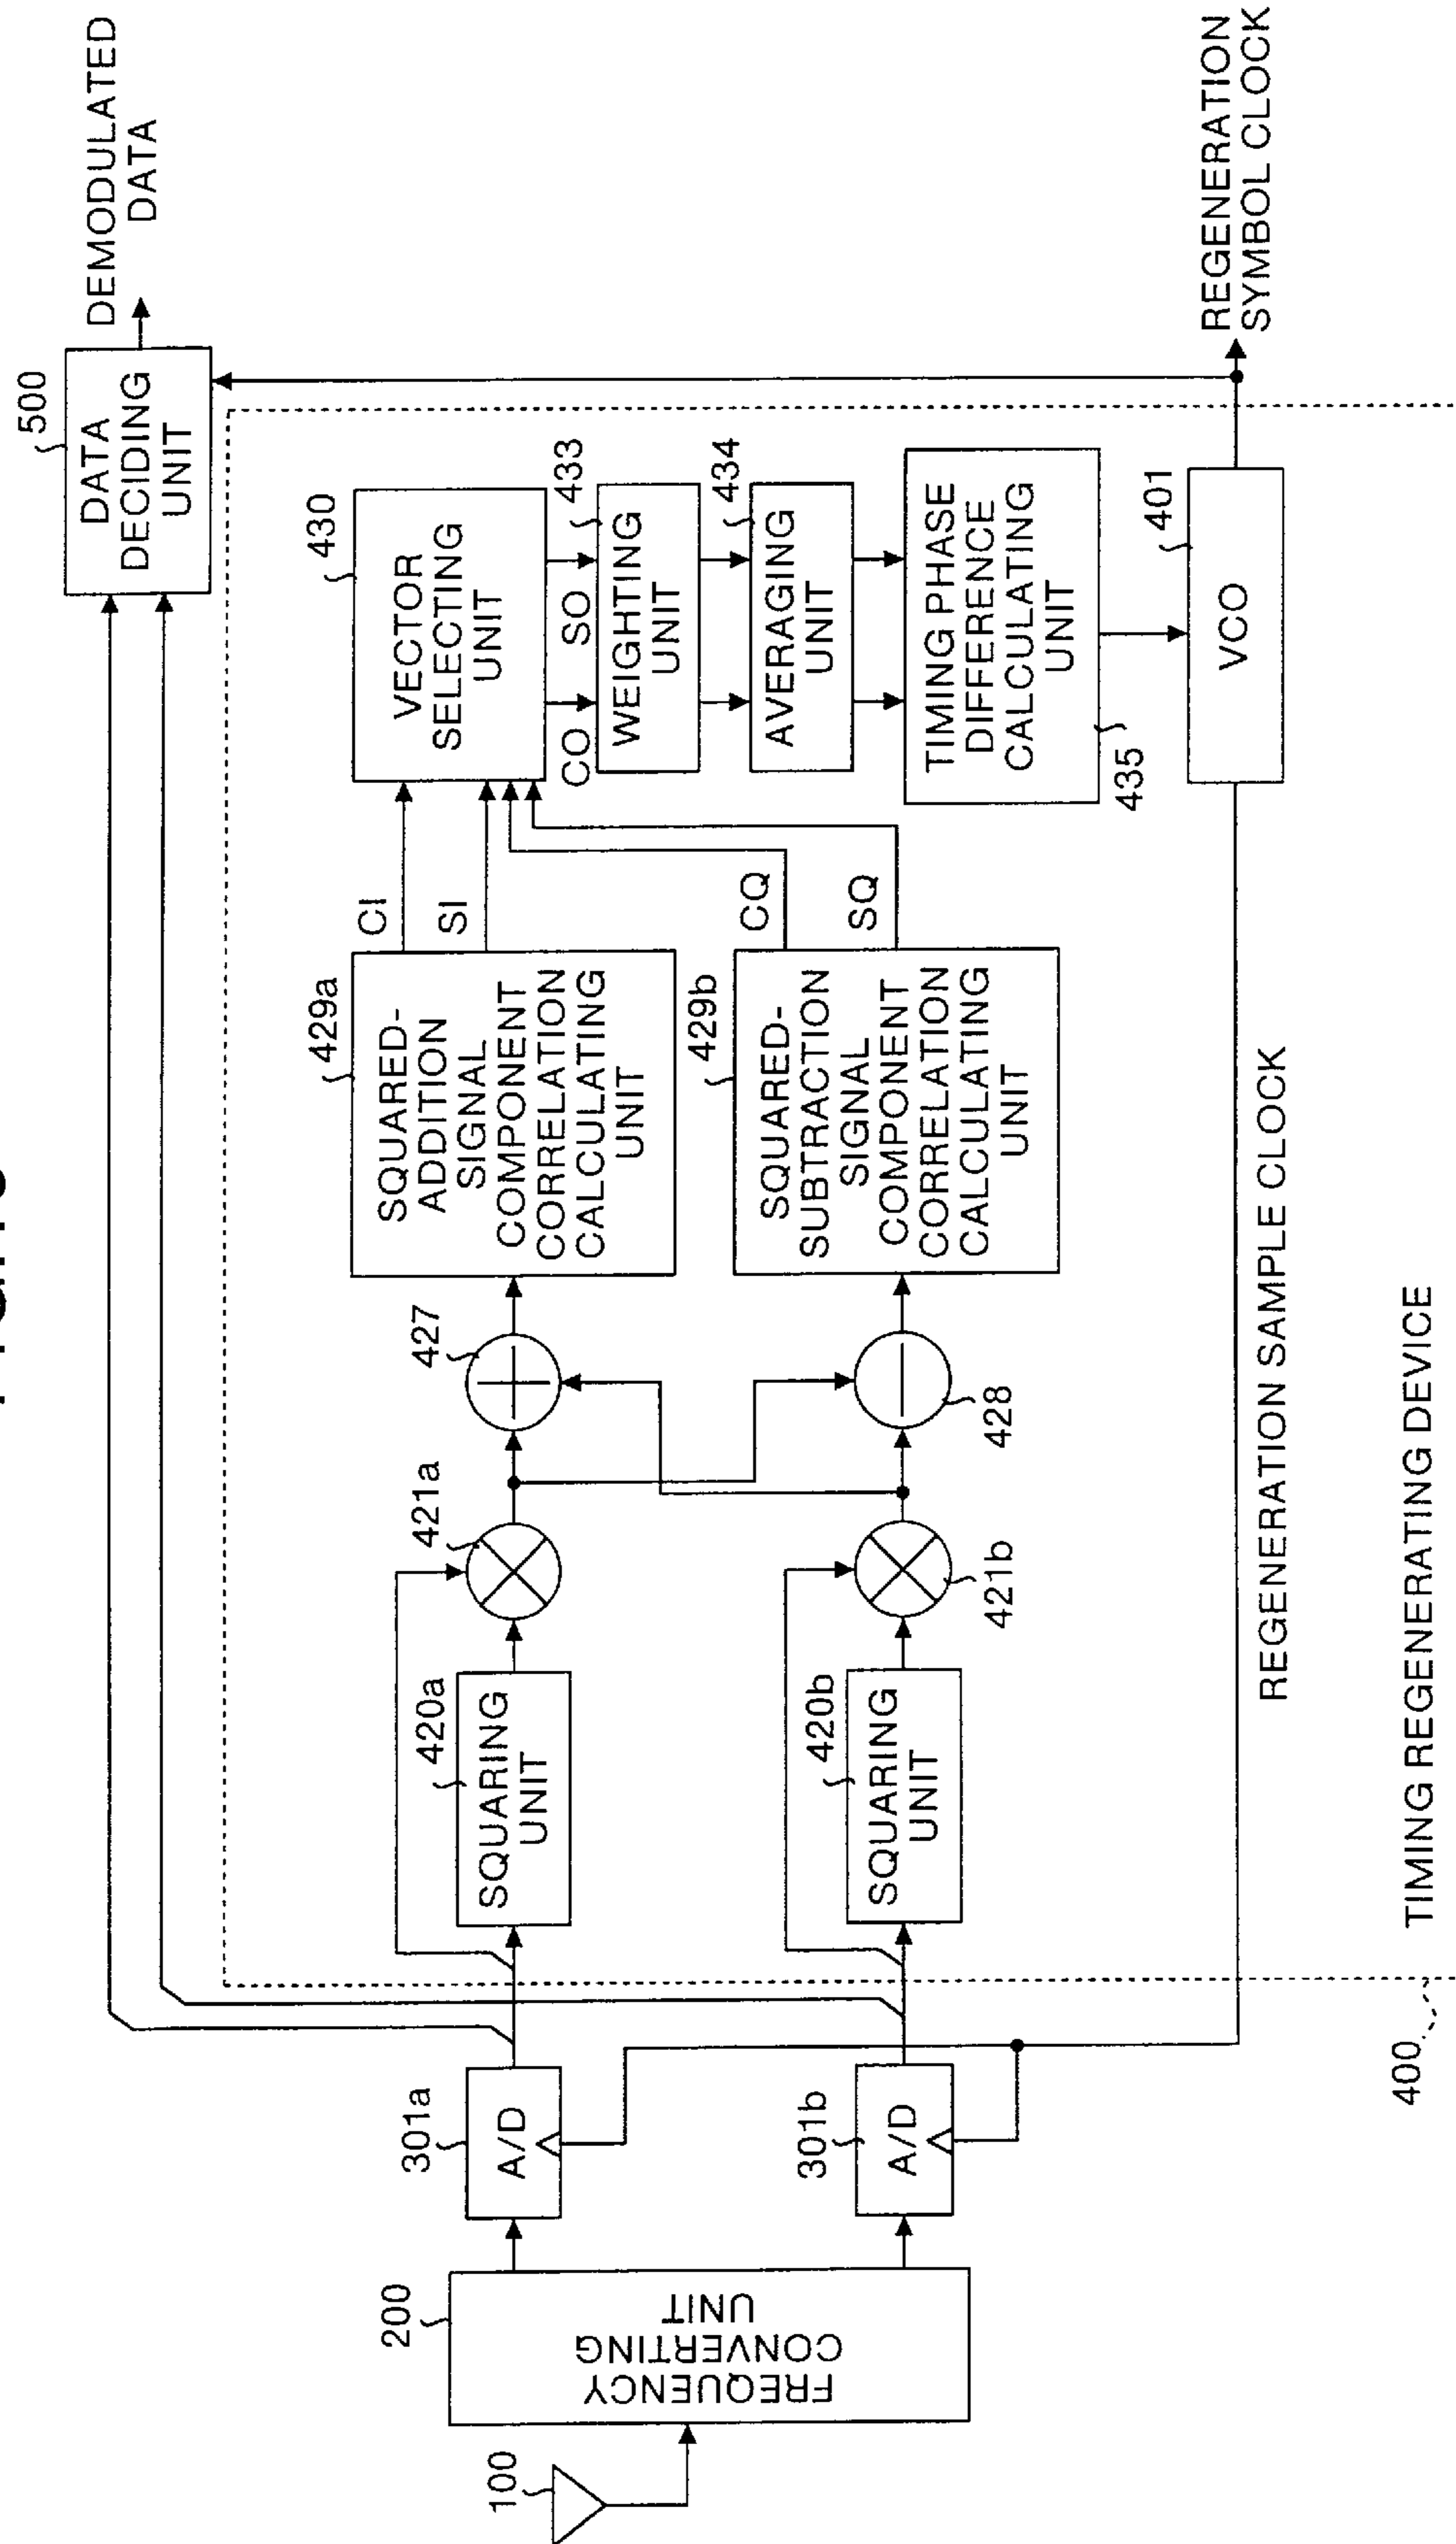 500
DATA
DECIDING
UNIT
DEMODULATED
DATA
100
200
FREQUENCY
CONVERTING
UNIT
301a
A/D
301b
A/D
420a
SQUARING
UNIT
420b
SQUARING
UNIT
421a
421b
427
428
429a
SQUARED-
ADDITION
SIGNAL
COMPONENT
CORRELATION
CALCULATING
UNIT
429b
SQUARED-
SUBTRACTION
SIGNAL
COMPONENT
CORRELATION
CALCULATING
UNIT
CI
SI
CQ
SQ
430
VECTOR
SELECTING
UNIT
CO
SO
433
WEIGHTING
UNIT
434
AVERAGING
UNIT
TIMING PHASE
DIFFERENCE
CALCULATING
UNIT
435
401
VCO
REGENERATION
SYMBOL CLOCK
REGENERATION SAMPLE CLOCK
400
TIMING REGENERATING DEVICE